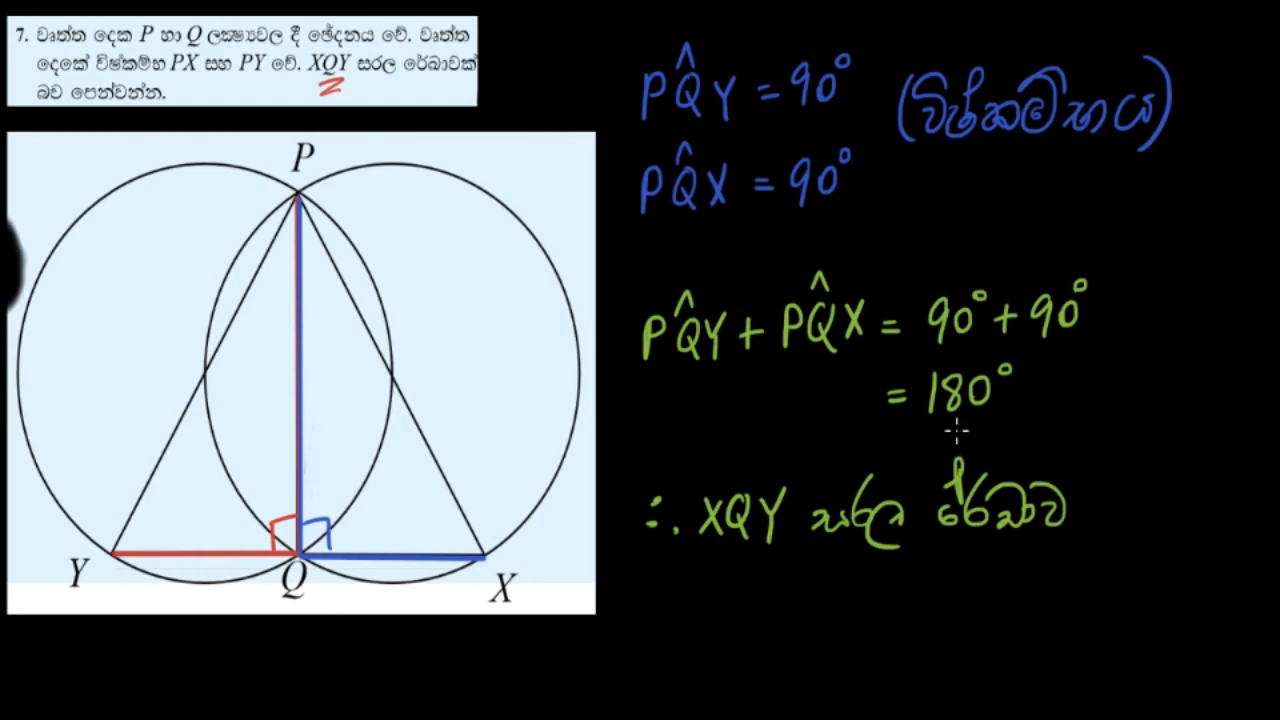 7. වෘත්ත දෙක P හා Q ලක්‍ෂ්‍යවල දී ඡේදනය වේ. වෘත්ත
දෙකේ විෂ්කම්භ PX සහ PY වේ. XQY සරල රේඛාවක්
බව පෙන්වන්න.
P
Y
Q
X
PQ̂Y = 90° (විෂ්කම්භය)
PQ̂X = 90°
PQ̂Y + PQ̂X = 90° + 90°
= 180°
∴ XQY සරල රේඛාව